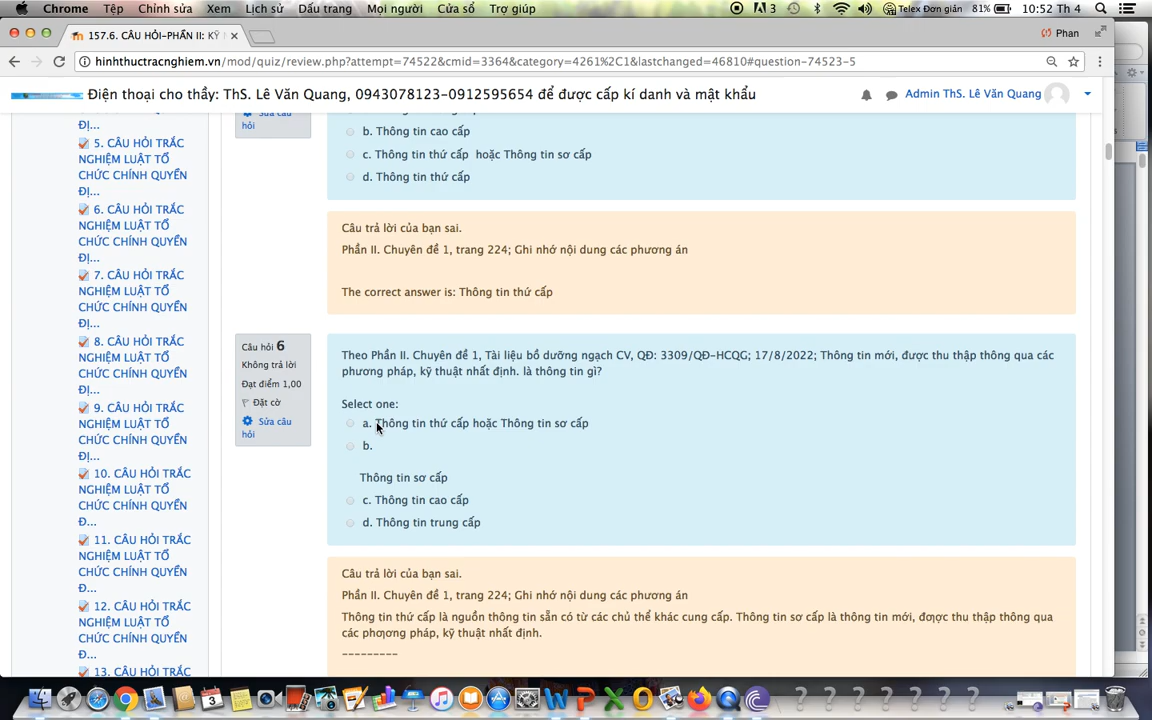 Chrome Tệp Chỉnh sửa Xem Lịch sử Dấu trang Mọi người Cửa sổ Trợ giúp A 3 Telex Đơn giản 81% 10:52 Th 4
157.6. CÂU HỎI-PHẦN II: KỸ Phan
hinhthuctracnghiem.vn/mod/quiz/review.php?attempt=74522&cmid=3364&category=4261%2C1&lastchanged=46810#question-74523-5
Điện thoại cho thầy: ThS. Lê Văn Quang, 0943078123-0912595654 để được cấp kí danh và mật khẩu
Admin ThS. Lê Văn Quang
ĐỊ...
5. CÂU HỎI TRẮC
NGHIỆM LUẬT TỔ
CHỨC CHÍNH QUYỀN
ĐỊ...
6. CÂU HỎI TRẮC
NGHIỆM LUẬT TỔ
CHỨC CHÍNH QUYỀN
ĐỊ...
7. CÂU HỎI TRẮC
NGHIỆM LUẬT TỔ
CHỨC CHÍNH QUYỀN
ĐỊ...
8. CÂU HỎI TRẮC
NGHIỆM LUẬT TỔ
CHỨC CHÍNH QUYỀN
ĐỊ...
9. CÂU HỎI TRẮC
NGHIỆM LUẬT TỔ
CHỨC CHÍNH QUYỀN
ĐỊ...
10. CÂU HỎI TRẮC
NGHIỆM LUẬT TỔ
CHỨC CHÍNH QUYỀN
Đ...
11. CÂU HỎI TRẮC
NGHIỆM LUẬT TỔ
CHỨC CHÍNH QUYỀN
Đ...
12. CÂU HỎI TRẮC
NGHIỆM LUẬT TỔ
CHỨC CHÍNH QUYỀN
Đ...
13. CÂU HỎI TRẮC
Sửa câu
hỏi
b. Thông tin cao cấp
c. Thông tin thứ cấp hoặc Thông tin sơ cấp
d. Thông tin thứ cấp
Câu trả lời của bạn sai.
Phần II. Chuyên đề 1, trang 224; Ghi nhớ nội dung các phương án
The correct answer is: Thông tin thứ cấp
Câu hỏi 6
Không trả lời
Đạt điểm 1,00
Đặt cờ
Sửa câu
hỏi
Theo Phần II. Chuyên đề 1, Tài liệu bồ dưỡng ngạch CV, QĐ: 3309/QĐ-HCQG; 17/8/2022; Thông tin mới, được thu thập thông qua các
phương pháp, kỹ thuật nhất định. là thông tin gì?
Select one:
a. Thông tin thứ cấp hoặc Thông tin sơ cấp
b.
Thông tin sơ cấp
c. Thông tin cao cấp
d. Thông tin trung cấp
Câu trả lời của bạn sai.
Phần II. Chuyên đề 1, trang 224; Ghi nhớ nội dung các phương án
Thông tin thứ cấp là nguồn thông tin sẵn có từ các chủ thể khác cung cấp. Thông tin sơ cấp là thông tin mới, đƣợc thu thập thông qua
các phƣơng pháp, kỹ thuật nhất định.
---------